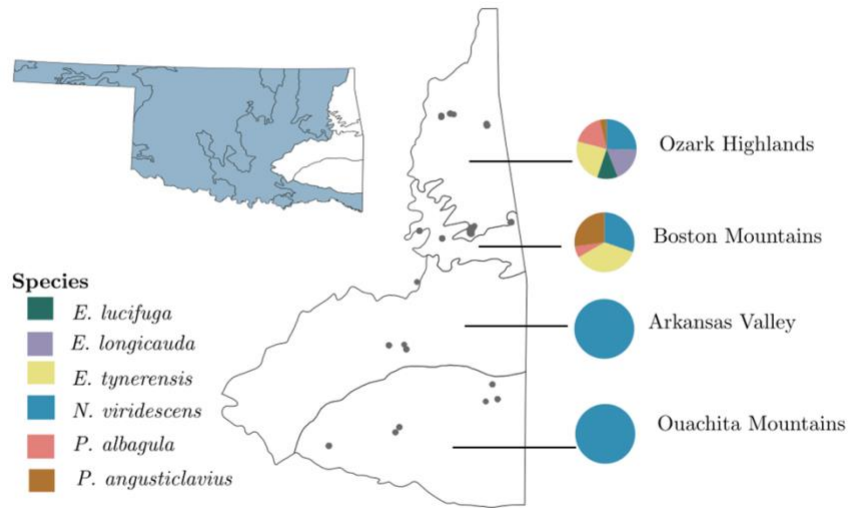 Ozark Highlands
Boston Mountains
Arkansas Valley
Ouachita Mountains
Species
E. lucifuga
E. longicauda
E. tynerensis
N. viridescens
P. albagula
P. angusticlavius